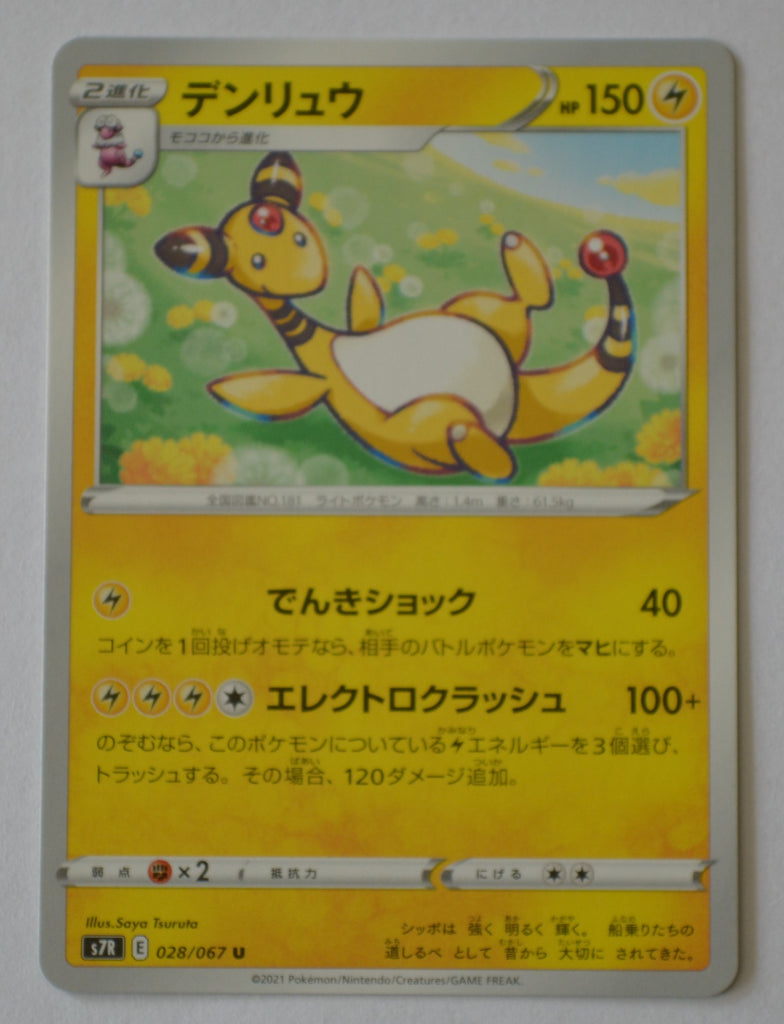 2進化 デンリュウ HP 150
モココから進化
全国図鑑NO.181 ライトポケモン 高さ：1.4m 重さ：61.5kg
でんきショック 40
コインを1回投げオモテなら、相手のバトルポケモンをマヒにする。
エレクトロクラッシュ 100+
のぞむなら、このポケモンについているエネルギーを3個選び、
トラッシュする。その場合、120ダメージ追加。
弱点 ×2 抵抗力 にげる
Illus.Saya Tsuruta
シッポは 強く 明るく 輝く。 船乗りたちの
道しるべ として 昔から 大切に されてきた。
s7R E 028/067 U
©2021 Pokémon/Nintendo/Creatures/GAME FREAK.